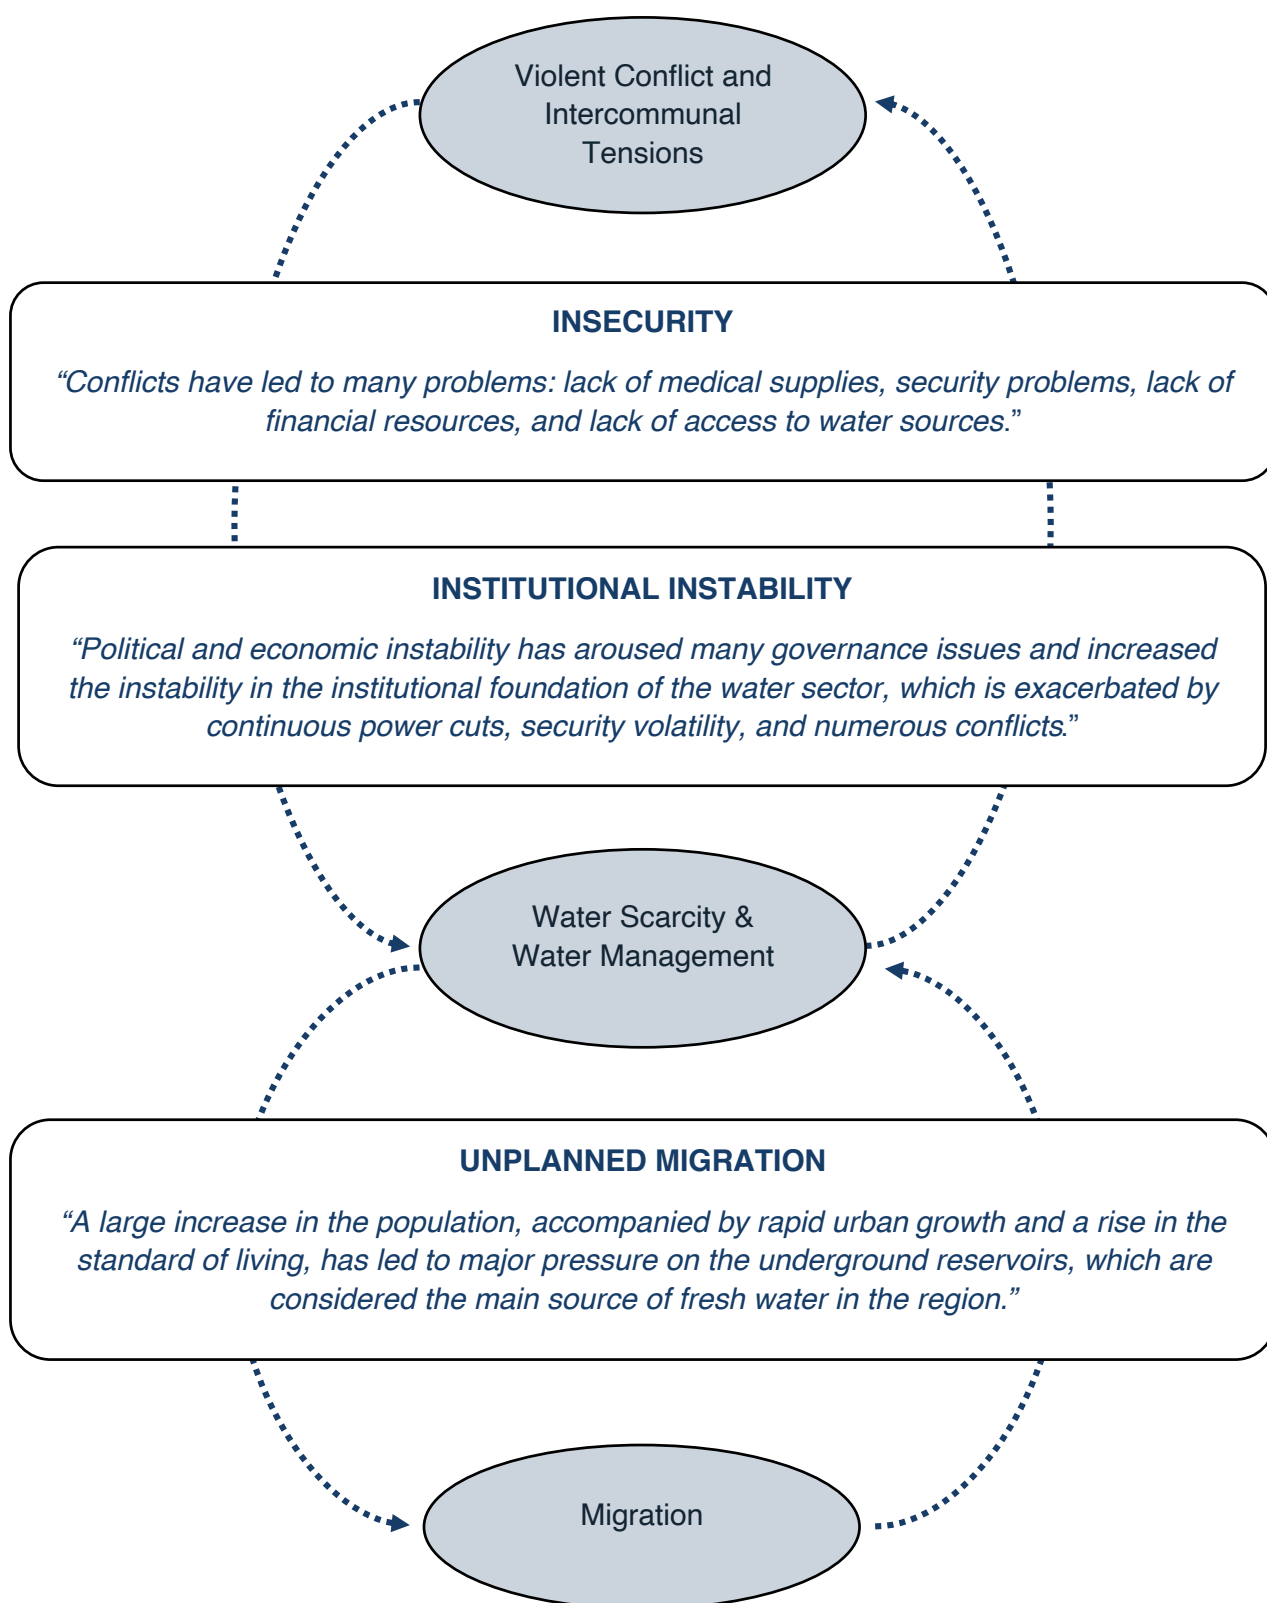 Violent Conflict and
Intercommunal
Tensions
INSECURITY
“Conflicts have led to many problems: lack of medical supplies, security problems, lack of
financial resources, and lack of access to water sources.”
INSTITUTIONAL INSTABILITY
“Political and economic instability has aroused many governance issues and increased
the instability in the institutional foundation of the water sector, which is exacerbated by
continuous power cuts, security volatility, and numerous conflicts.”
Water Scarcity &
Water Management
UNPLANNED MIGRATION
“A large increase in the population, accompanied by rapid urban growth and a rise in the
standard of living, has led to major pressure on the underground reservoirs, which are
considered the main source of fresh water in the region.”
Migration